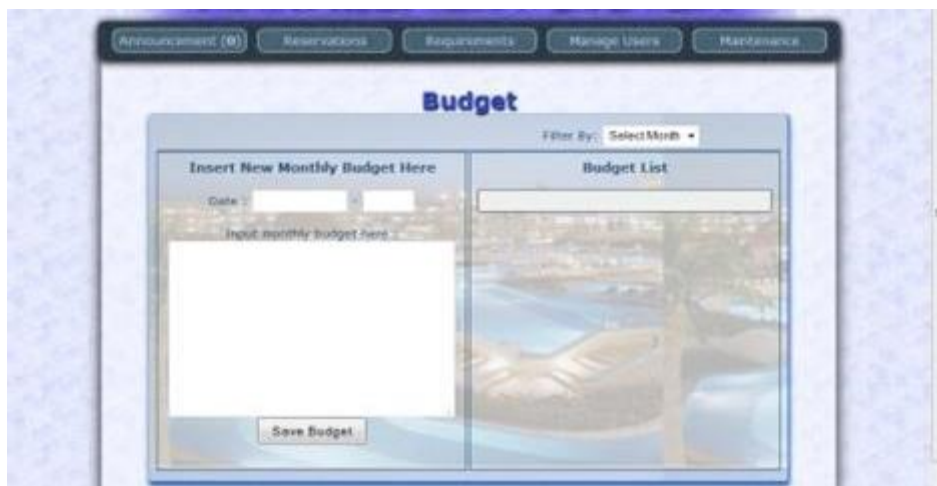 Announcement (0) Reservations Requirements Manage Users Maintenance
Budget
Filter By: Select Month
Insert New Monthly Budget Here
Budget List
Date : -
Input monthly budget here :
Save Budget